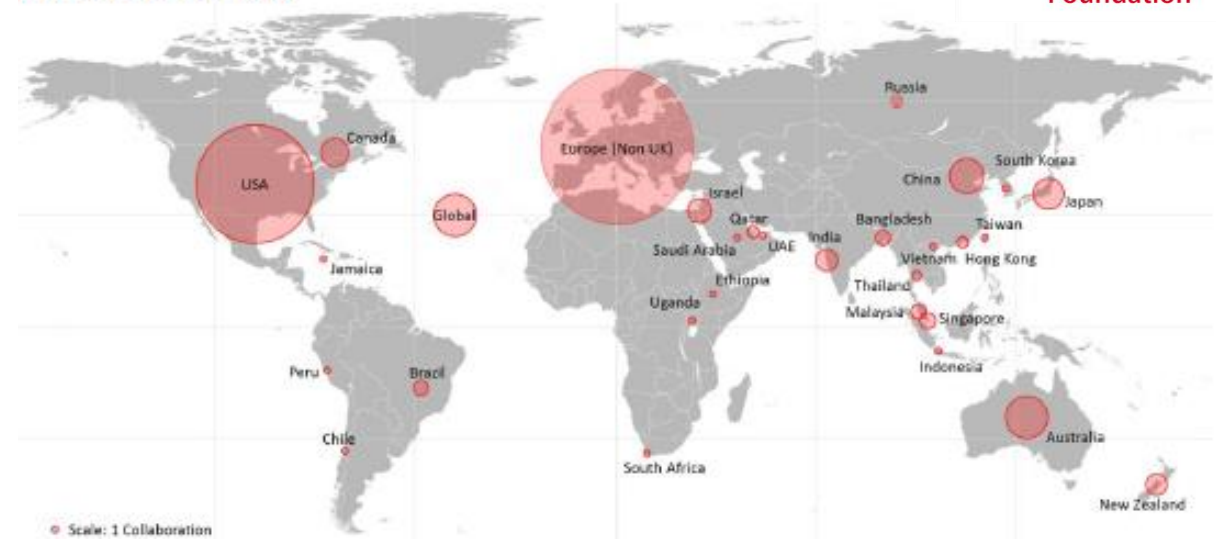 Foundation
Russia
Canada
South Korea
Europe (Non UK)
China
USA
Israel
Japan
Global
Qatar
Bangladesh
Taiwan
India
Saudi Arabia
UAE
Vietnam
Hong Kong
Jamaica
Ethiopia
Thailand
Uganda
Malaysia
Singapore
Indonesia
Peru
Brazil
Chile
Australia
South Africa
New Zealand
Scale: 1 Collaboration